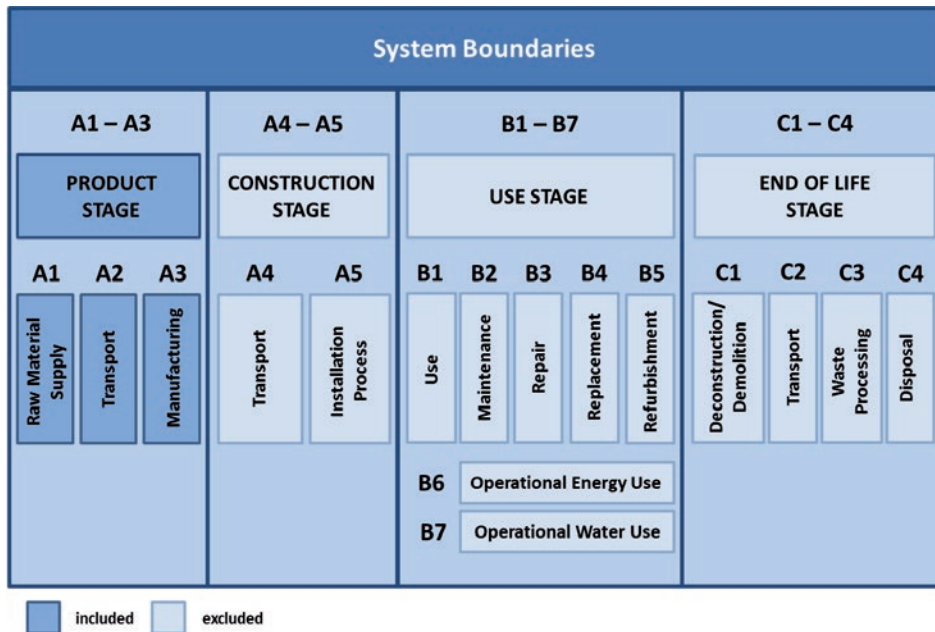 System Boundaries
A1 – A3
A4 – A5
B1 – B7
C1 – C4
PRODUCT
STAGE
CONSTRUCTION
STAGE
USE STAGE
END OF LIFE
STAGE
A1
A2
A3
A4
A5
B1
B2
B3
B4
B5
C1
C2
C3
C4
Raw Material
Supply
Transport
Manufacturing
Transport
Installation
Process
Use
Maintenance
Repair
Replacement
Refurbishment
Deconstruction/
Demolition
Transport
Waste
Processing
Disposal
B6
Operational Energy Use
B7
Operational Water Use
included
excluded